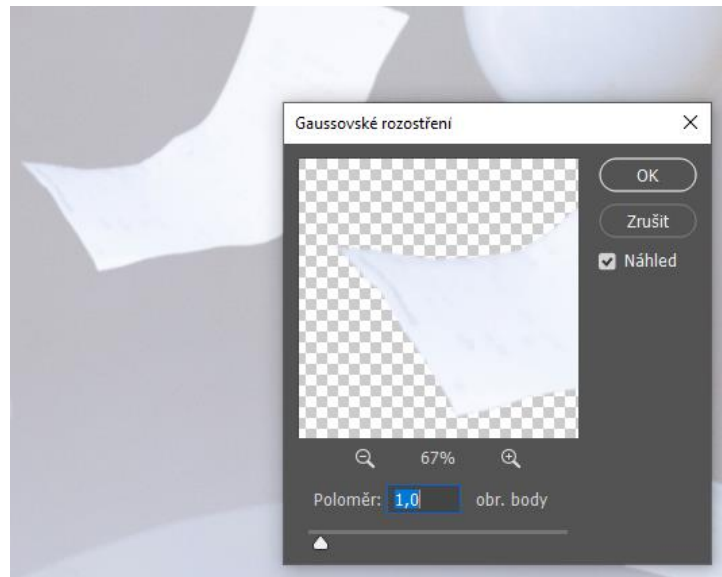 Gaussovské rozostření
OK
Zrušit
Náhled
67%
Poloměr: 1,0 obr. body